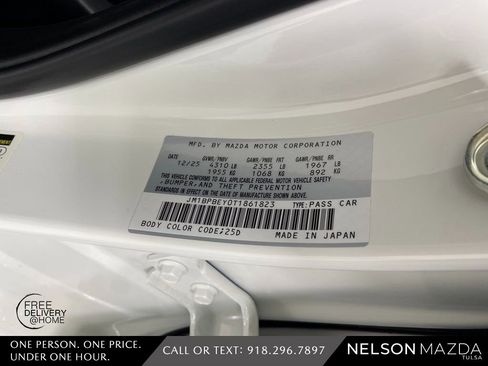 MFD. BY MAZDA MOTOR CORPORATION
DATE GVWR/PNBV GAWR/PNBE FRT GAWR/PNBE RR
12/25 4310 LB 2355 LB 1967 LB
1955 KG 1068 KG 892 KG
THIS VEHICLE CONFORMS TO ALL APPLICABLE FEDERAL MOTOR VEHICLE SAFETY,
BUMPER, AND THEFT PREVENTION
STANDARDS IN EFFECT ON THE DATE OF MANUFACTURE SHOWN ABOVE.
JM1BPBEY0T1861823 TYPE:PASS CAR
BODY COLOR CODE:25D MADE IN JAPAN
FREE
DELIVERY
@HOME
ONE PERSON. ONE PRICE.
UNDER ONE HOUR.
CALL OR TEXT: 918.296.7897
NELSON MAZDA
TULSA